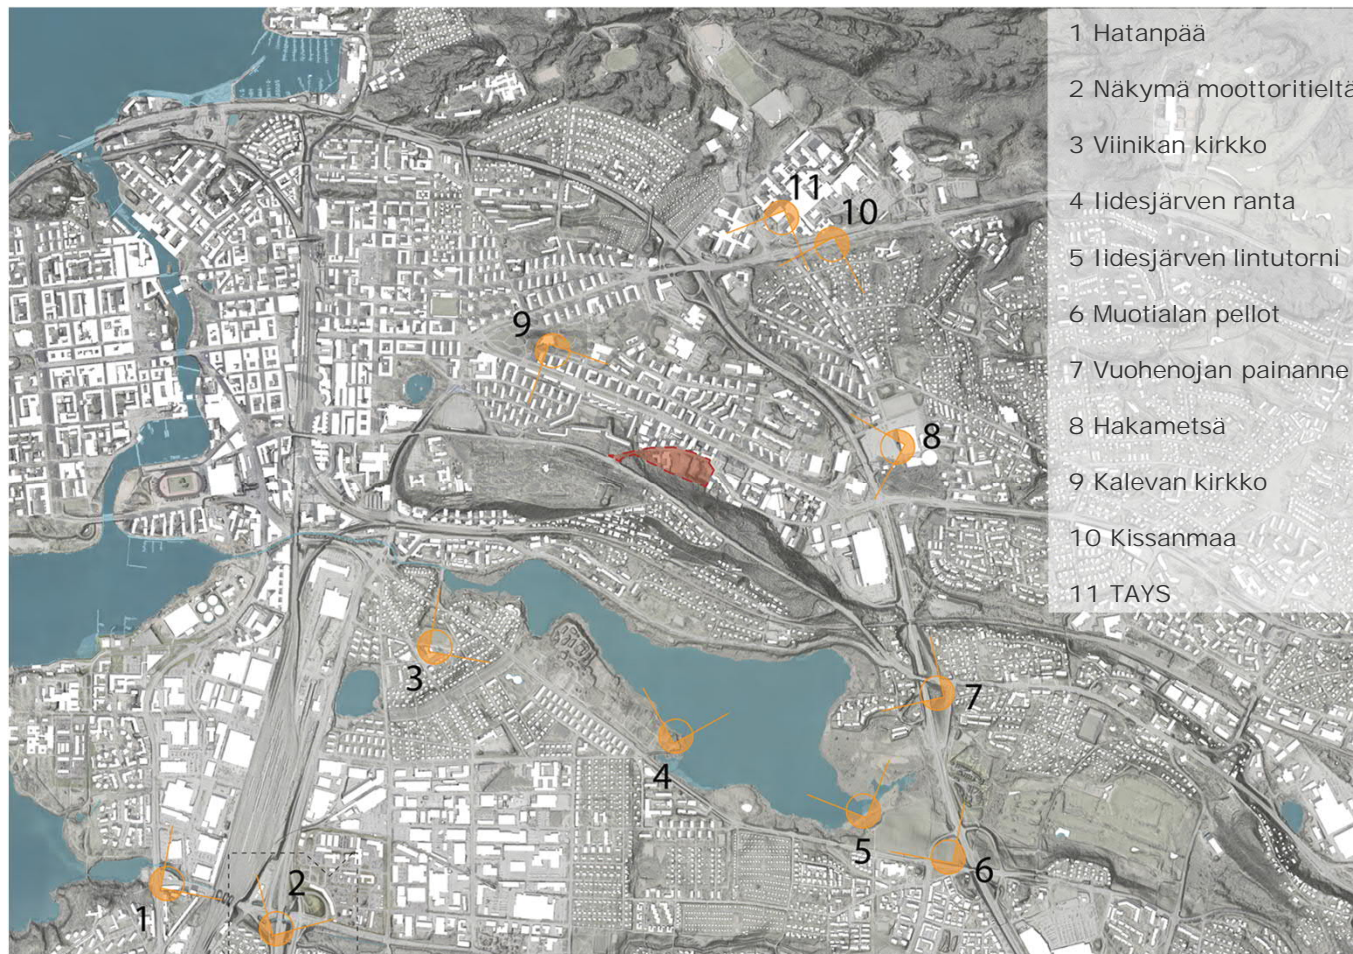 1 Hatanpää
2 Näkymä moottoritieltä
3 Viinikan kirkko
4 Iidesjärven ranta
5 Iidesjärven lintutorni
6 Muotialan pellot
7 Vuohenojan painanne
8 Hakametsä
9 Kalevan kirkko
10 Kissanmaa
11 TAYS
11
10
9
8
3
7
4
5
6
2
1